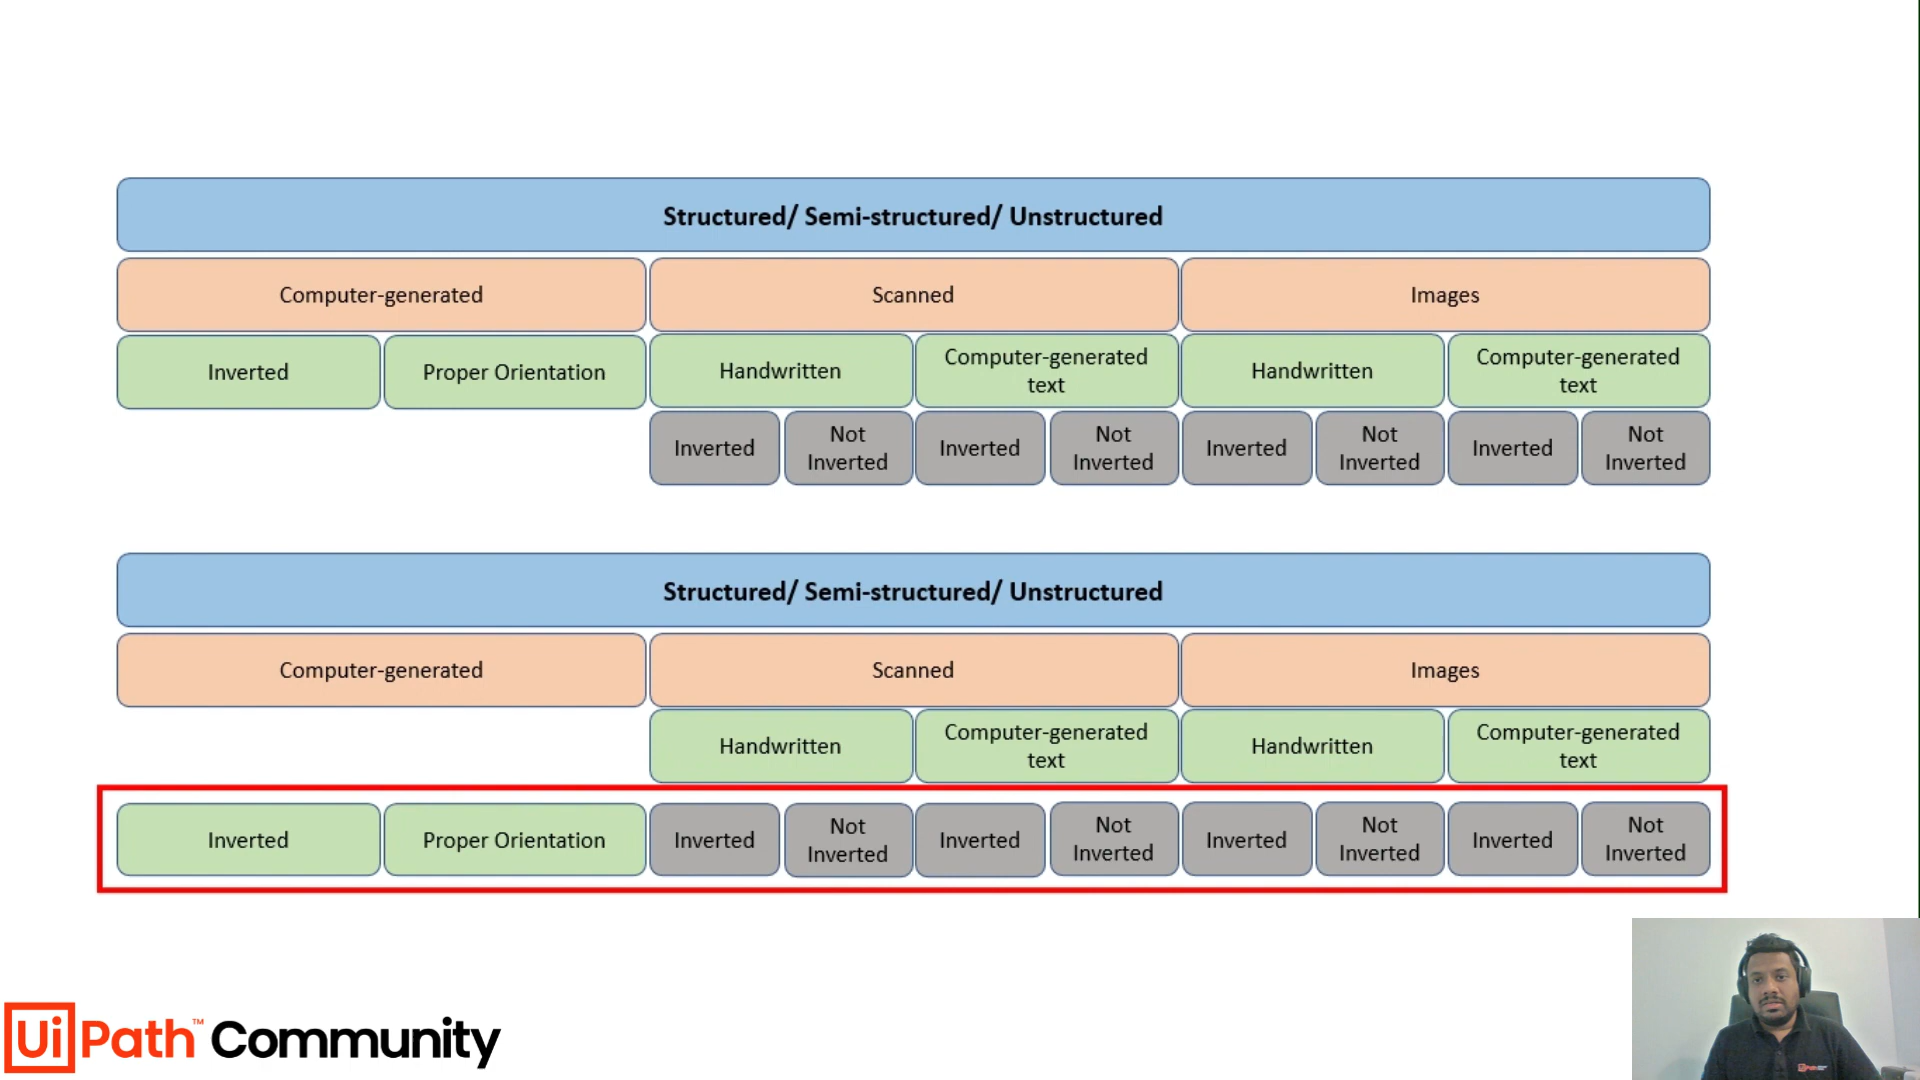 Structured/ Semi-structured/ Unstructured
Computer-generated
Scanned
Images
Inverted
Proper Orientation
Handwritten
Computer-generated
text
Handwritten
Computer-generated
text
Inverted
Not
Inverted
Inverted
Not
Inverted
Inverted
Not
Inverted
Inverted
Not
Inverted
Structured/ Semi-structured/ Unstructured
Computer-generated
Scanned
Images
Handwritten
Computer-generated
text
Handwritten
Computer-generated
text
Inverted
Proper Orientation
Inverted
Not
Inverted
Inverted
Not
Inverted
Inverted
Not
Inverted
Inverted
Not
Inverted
UiPath™ Community